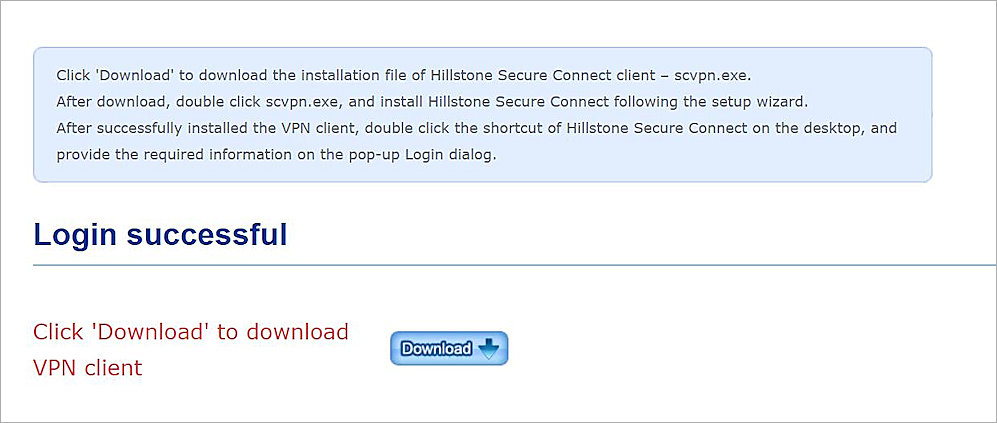 Click 'Download' to download the installation file of Hillstone Secure Connect client – scvpn.exe.
After download, double click scvpn.exe, and install Hillstone Secure Connect following the setup wizard.
After successfully installed the VPN client, double click the shortcut of Hillstone Secure Connect on the desktop, and
provide the required information on the pop-up Login dialog.
Login successful
Click 'Download' to download
VPN client
Download